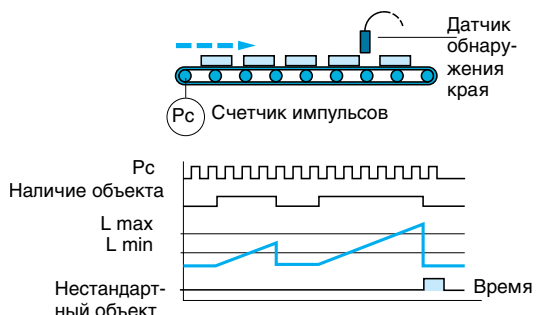 Датчик
обнару-
жения
края
Pc Счетчик импульсов
Pc
Наличие объекта
L max
L min
Нестандарт-
ный объект
Время